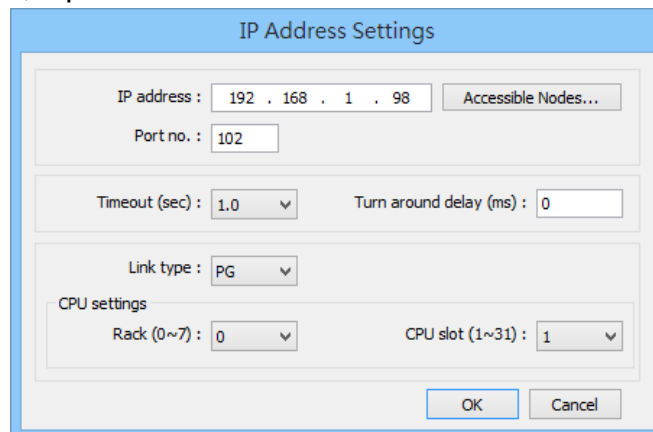 IP Address Settings
IP address : 192 . 168 . 1 . 98 Accessible Nodes...
Port no. : 102
Timeout (sec) : 1.0 Turn around delay (ms) : 0
Link type : PG
CPU settings
Rack (0~7) : 0 CPU slot (1~31) : 1
OK Cancel